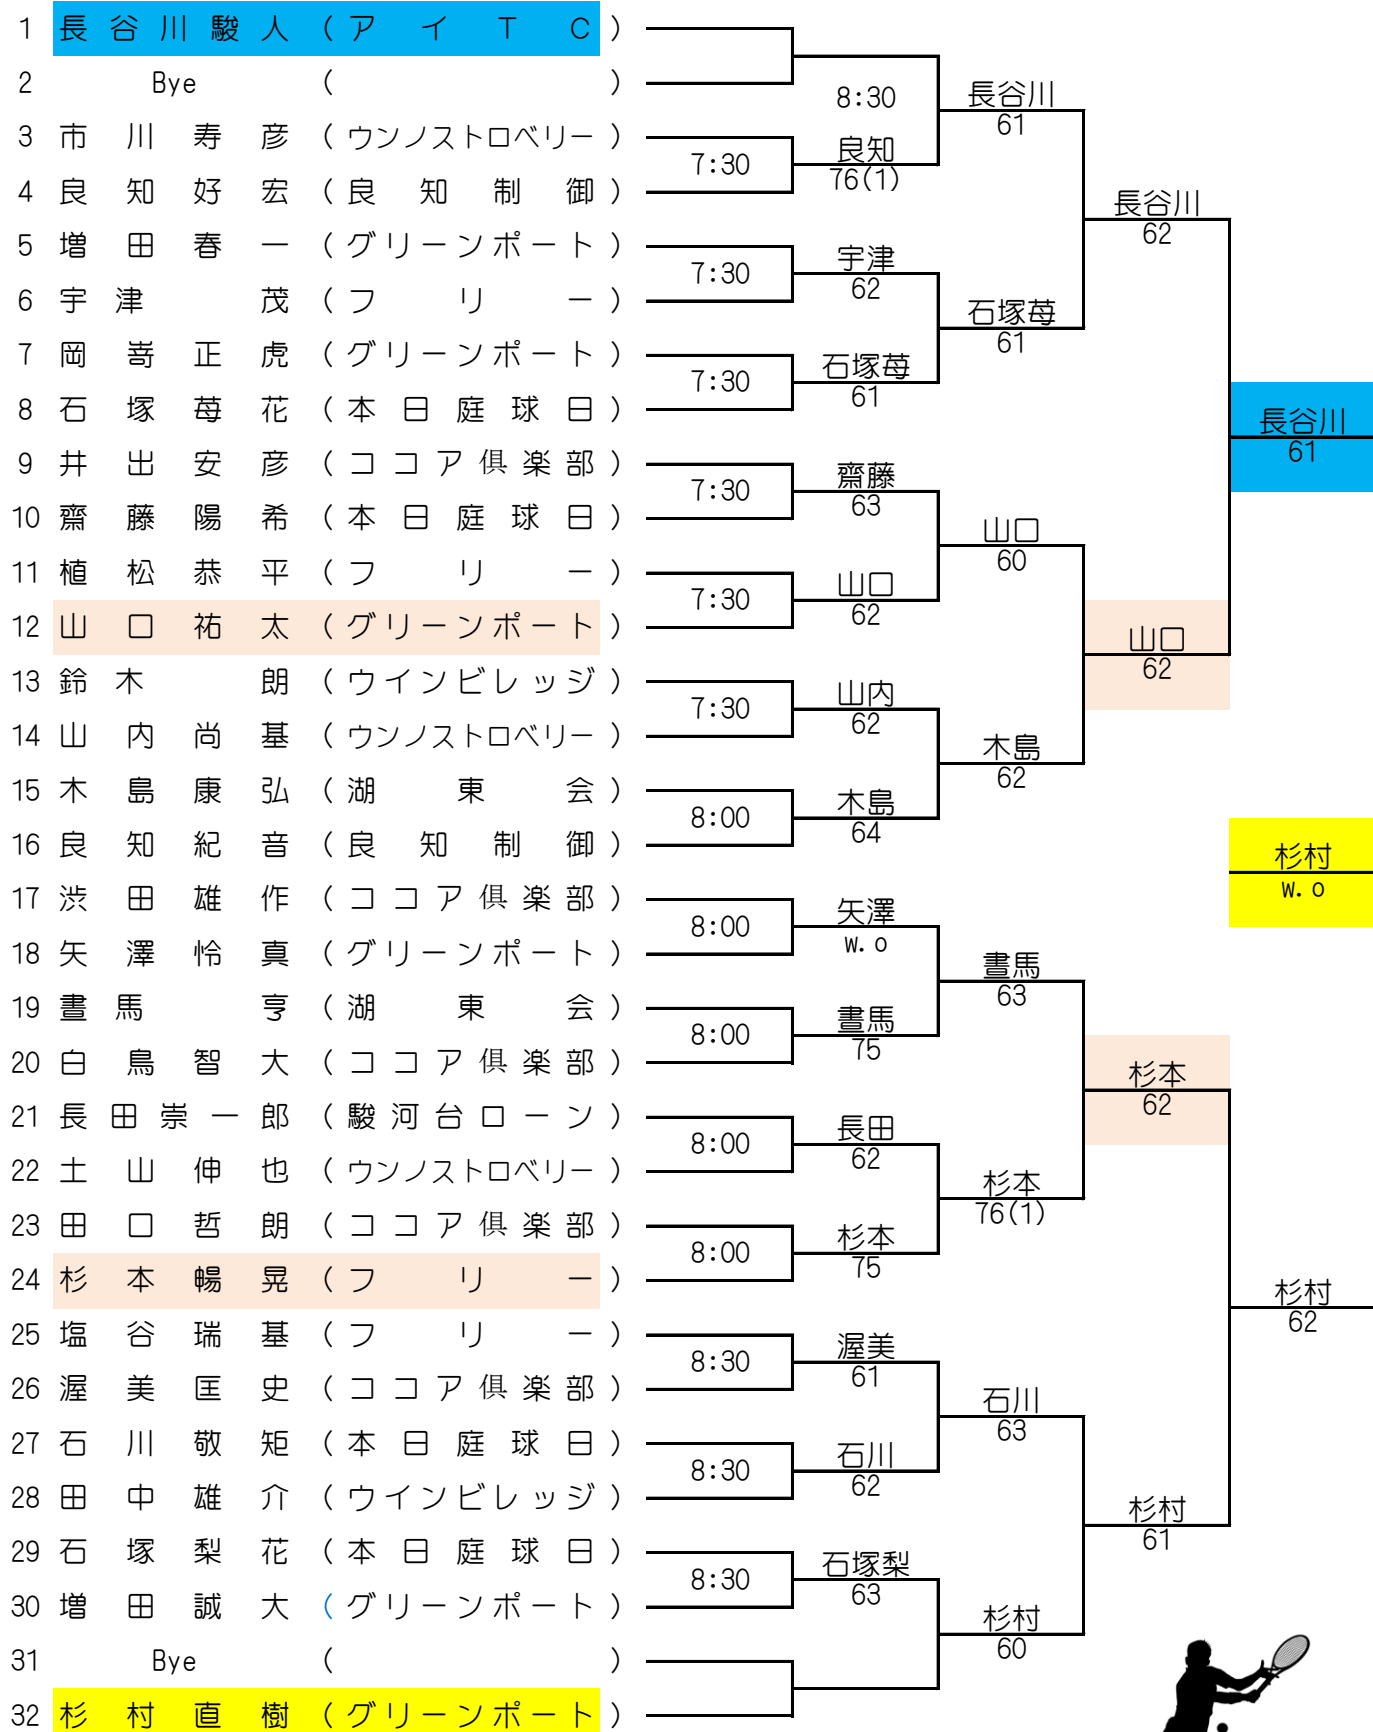 1 長谷川駿人 (アイTC)
2 Bye ( )
3 市川寿彦 (ウンノストロベリー)
4 良知好宏 (良知制御)
5 増田春一 (グリーンポート)
6 宇津 茂 (フリー)
7 岡嵜正虎 (グリーンポート)
8 石塚苺花 (本日庭球日)
9 井出安彦 (ココア倶楽部)
10 齋藤陽希 (本日庭球日)
11 植松恭平 (フリー)
12 山口祐太 (グリーンポート)
13 鈴木 朗 (ウインビレッジ)
14 山内尚基 (ウンノストロベリー)
15 木島康弘 (湖東会)
16 良知紀音 (良知制御)
17 渋田雄作 (ココア倶楽部)
18 矢澤怜真 (グリーンポート)
19 晝馬 亨 (湖東会)
20 白鳥智大 (ココア倶楽部)
21 長田崇一郎 (駿河台ローン)
22 土山伸也 (ウンノストロベリー)
23 田口哲朗 (ココア倶楽部)
24 杉本暢晃 (フリー)
25 塩谷瑞基 (フリー)
26 渥美匡史 (ココア倶楽部)
27 石川敬矩 (本日庭球日)
28 田中雄介 (ウインビレッジ)
29 石塚梨花 (本日庭球日)
30 増田誠大 (グリーンポート)
31 Bye ( )
32 杉村直樹 (グリーンポート)
7:30
7:30
7:30
7:30
7:30
7:30
8:00
8:00
8:00
8:00
8:00
8:30
8:30
8:30
8:30
良知
76(1)
宇津
62
石塚苺
61
齋藤
63
山口
62
山内
62
木島
64
矢澤
w.o
晝馬
75
長田
62
杉本
75
渥美
61
石川
62
石塚梨
63
長谷川
61
石塚苺
61
山口
60
木島
62
晝馬
63
杉本
76(1)
石川
63
杉村
60
長谷川
62
山口
62
杉本
62
杉村
61
長谷川
61
杉村
w.o
杉村
62